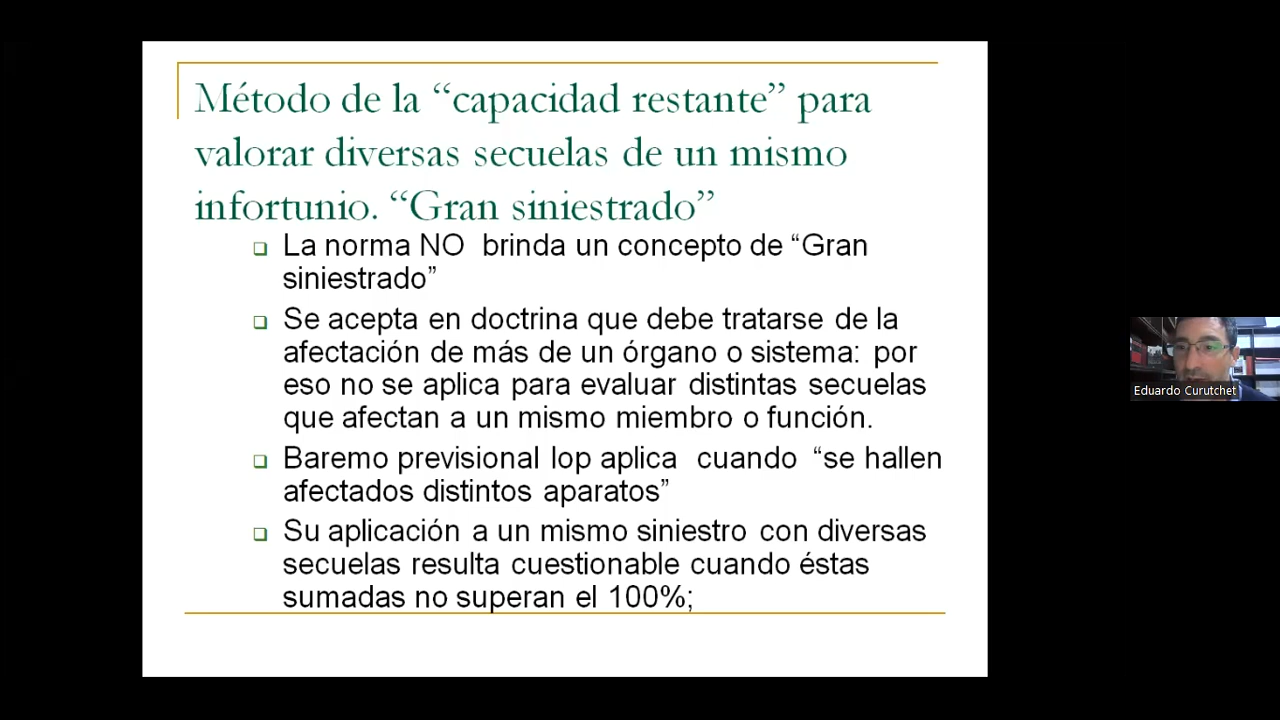 Método de la “capacidad restante” para
valorar diversas secuelas de un mismo
infortunio. “Gran siniestrado”
La norma NO  brinda un concepto de “Gran
siniestrado”
Se acepta en doctrina que debe tratarse de la
afectación de más de un órgano o sistema:  por
eso no se aplica para evaluar distintas secuelas
que afectan a un mismo miembro o función.
Baremo previsional lop aplica  cuando  “se hallen
afectados distintos aparatos”
Su aplicación a un mismo siniestro con diversas
secuelas resulta cuestionable cuando éstas
sumadas no superan el 100%;
Eduardo Curutchet